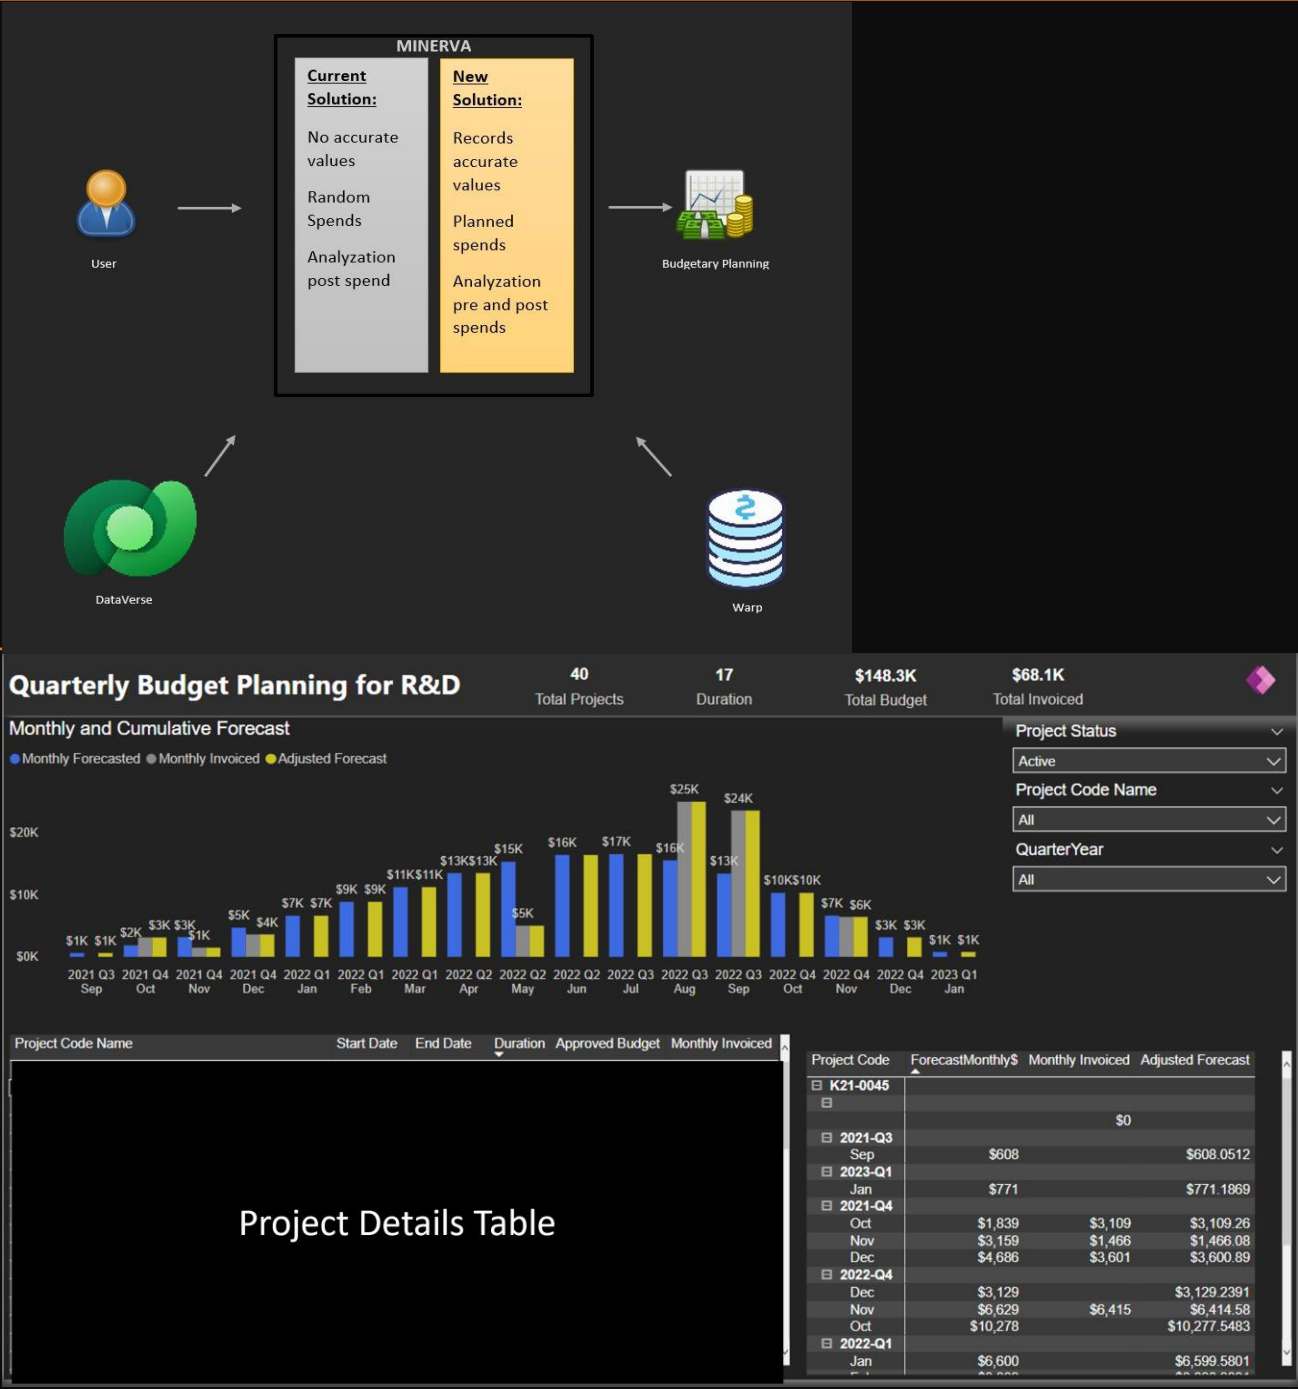 MINERVA
Current
Solution:
No accurate
values
Random
Spends
Analyzation
post spend
New
Solution:
Records
accurate
values
Planned
spends
Analyzation
pre and post
spends
User
Budgetary Planning
DataVerse
Warp
Quarterly Budget Planning for R&D
40
Total Projects
17
Duration
$148.3K
Total Budget
$68.1K
Total Invoiced
Monthly and Cumulative Forecast
Monthly Forecasted Monthly Invoiced Adjusted Forecast
Project Status
Active
Project Code Name
All
QuarterYear
All
$20K
$10K
$0K
$1K $1K
$2K $3K
$3K $1K
$5K $4K
$7K $7K
$9K $9K
$11K $11K
$13K $13K
$15K $5K
$16K
$17K
$16K $25K
$13K $24K
$10K $10K
$7K $6K
$3K $3K
$1K $1K
2021 Q3 2021 Q4 2021 Q4 2021 Q4 2022 Q1 2022 Q1 2022 Q1 2022 Q2 2022 Q2 2022 Q2 2022 Q3 2022 Q3 2022 Q3 2022 Q4 2022 Q4 2022 Q4 2023 Q1
Sep Oct Nov Dec Jan Feb Mar Apr May Jun Jul Aug Sep Oct Nov Dec Jan
Project Code Name Start Date End Date Duration Approved Budget Monthly Invoiced
Project Details Table
Project Code ForecastMonthly$ Monthly Invoiced Adjusted Forecast
K21-0045
$0
2021-Q3
Sep $608 $608.0512
2023-Q1
Jan $771 $771.1869
2021-Q4
Oct $1,839 $3,109 $3,109.26
Nov $3,159 $1,466 $1,466.08
Dec $4,686 $3,601 $3,600.89
2022-Q4
Dec $3,129 $3,129.2391
Nov $6,629 $6,415 $6,414.58
Oct $10,278 $10,277.5483
2022-Q1
Jan $6,600 $6,599.5801